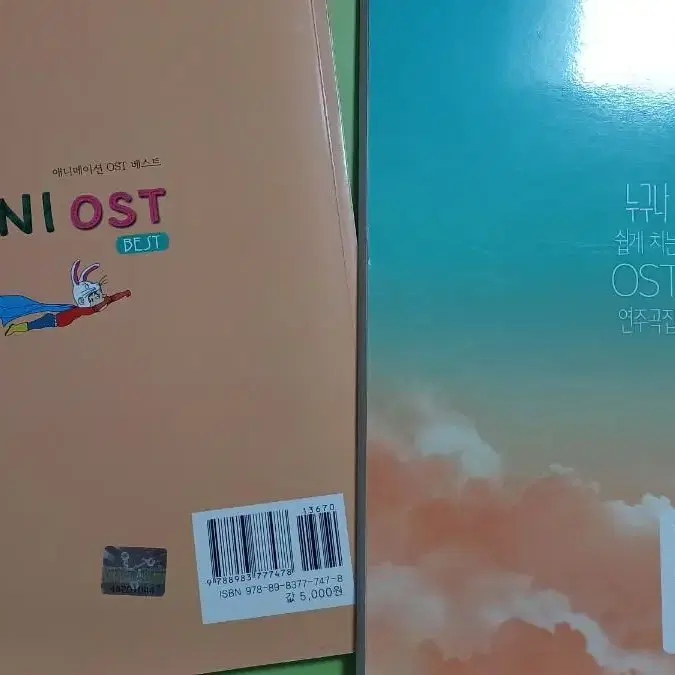 애니메이션 OST 베스트
NI OST
BEST
13670
9 788983 777478
ISBN 978-89-8377-747-8
값 5,000원
누구나
쉽게 치는
OST
연주곡집